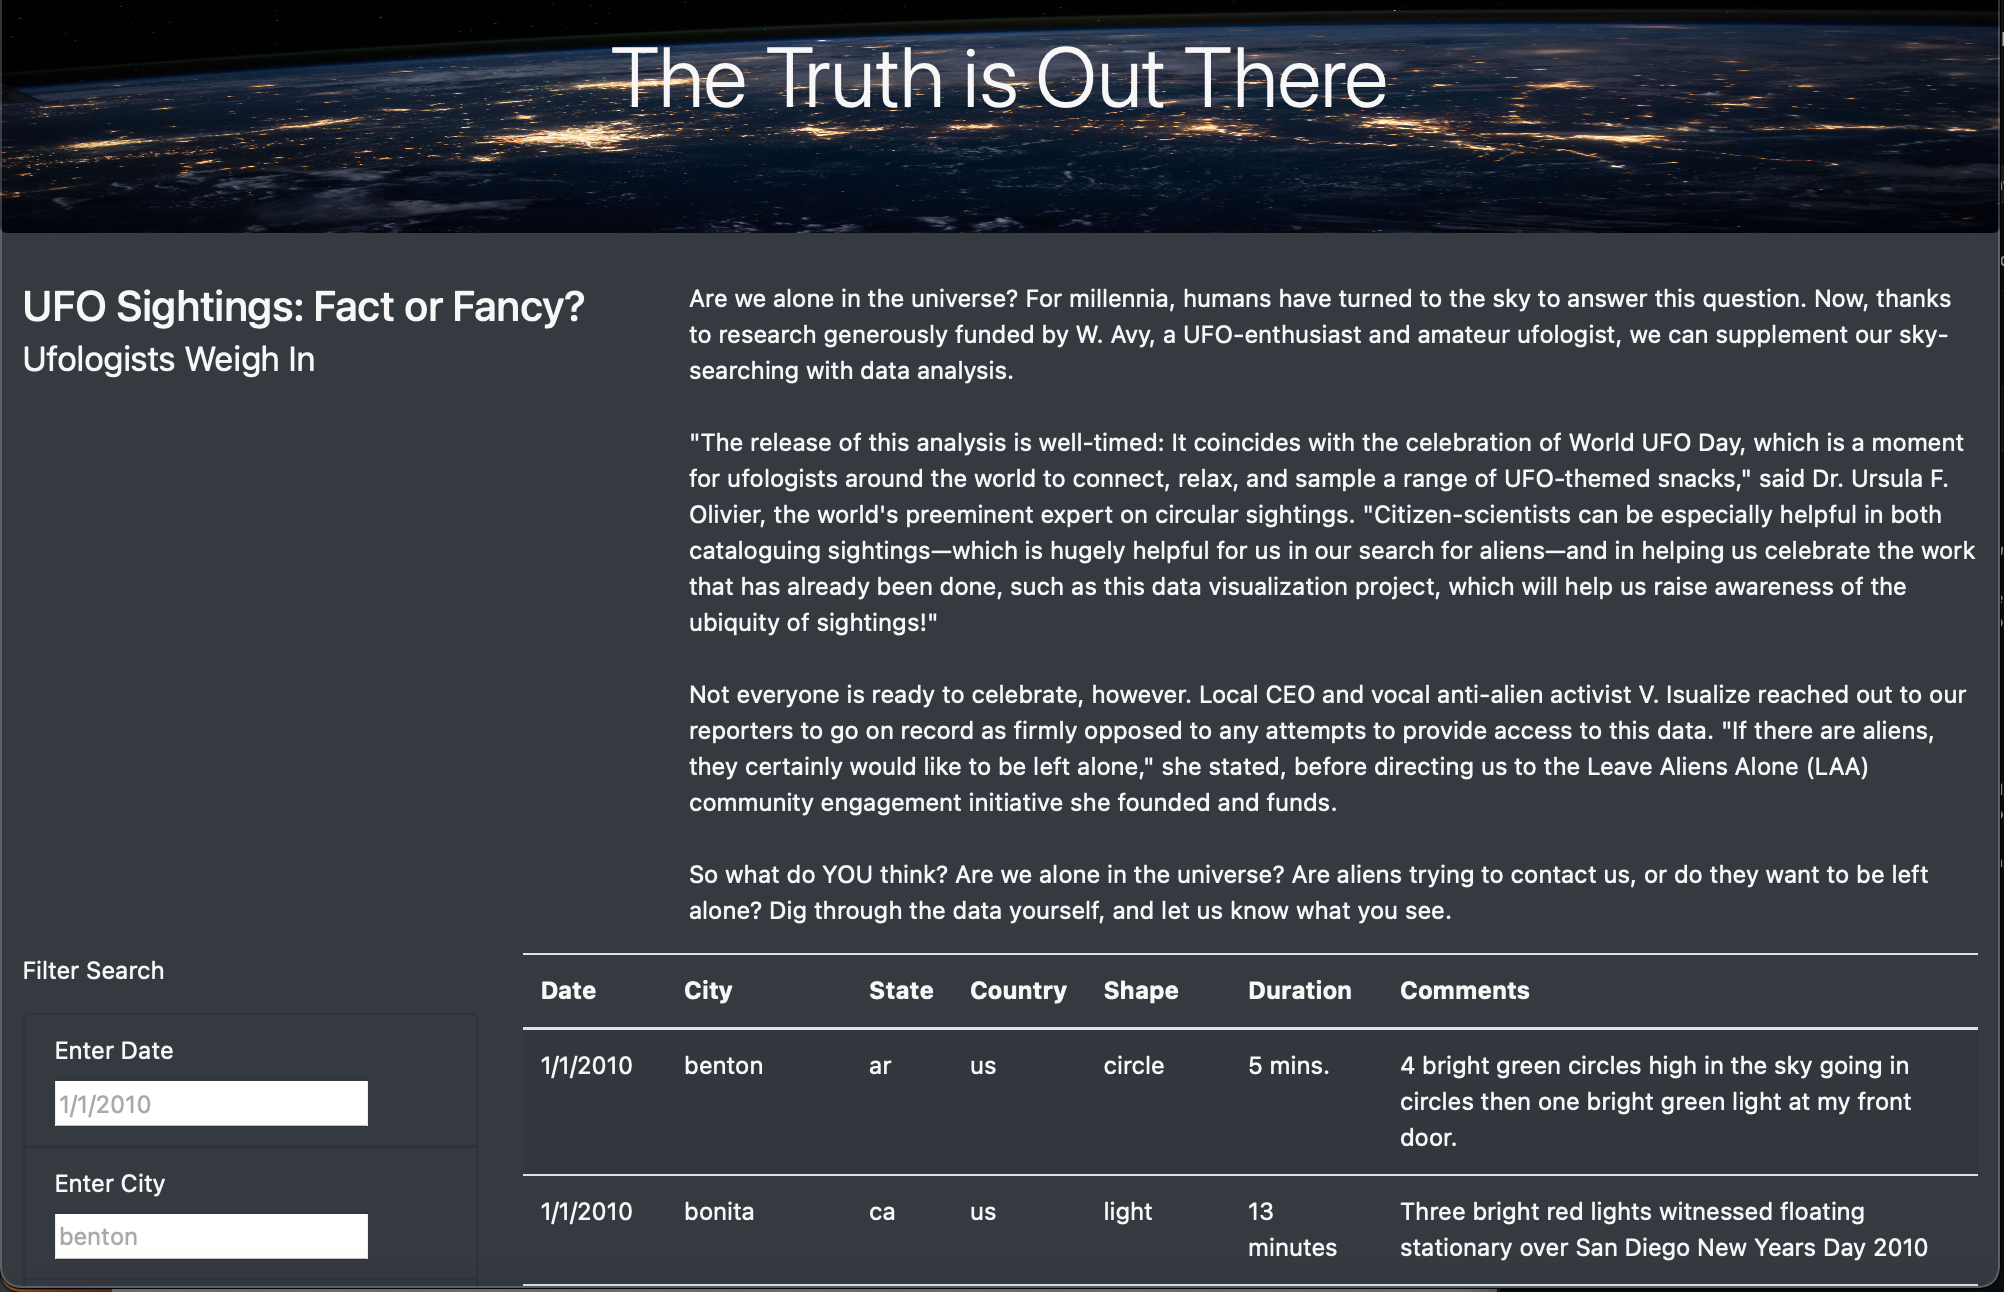 The Truth is Out There
UFO Sightings: Fact or Fancy?
Ufologists Weigh In
Are we alone in the universe? For millennia, humans have turned to the sky to answer this question. Now, thanks
to research generously funded by W. Avy, a UFO-enthusiast and amateur ufologist, we can supplement our sky-
searching with data analysis.
"The release of this analysis is well-timed: It coincides with the celebration of World UFO Day, which is a moment
for ufologists around the world to connect, relax, and sample a range of UFO-themed snacks," said Dr. Ursula F.
Olivier, the world's preeminent expert on circular sightings. "Citizen-scientists can be especially helpful in both
cataloguing sightings—which is hugely helpful for us in our search for aliens—and in helping us celebrate the work
that has already been done, such as this data visualization project, which will help us raise awareness of the
ubiquity of sightings!"
Not everyone is ready to celebrate, however. Local CEO and vocal anti-alien activist V. Isualize reached out to our
reporters to go on record as firmly opposed to any attempts to provide access to this data. "If there are aliens,
they certainly would like to be left alone," she stated, before directing us to the Leave Aliens Alone (LAA)
community engagement initiative she founded and funds.
So what do YOU think? Are we alone in the universe? Are aliens trying to contact us, or do they want to be left
alone? Dig through the data yourself, and let us know what you see.
Filter Search
Enter Date
1/1/2010
Enter City
benton
Date City State Country Shape Duration Comments
1/1/2010 benton ar us circle 5 mins. 4 bright green circles high in the sky going in
circles then one bright green light at my front
door.
1/1/2010 bonita ca us light 13 Three bright red lights witnessed floating
minutes stationary over San Diego New Years Day 2010